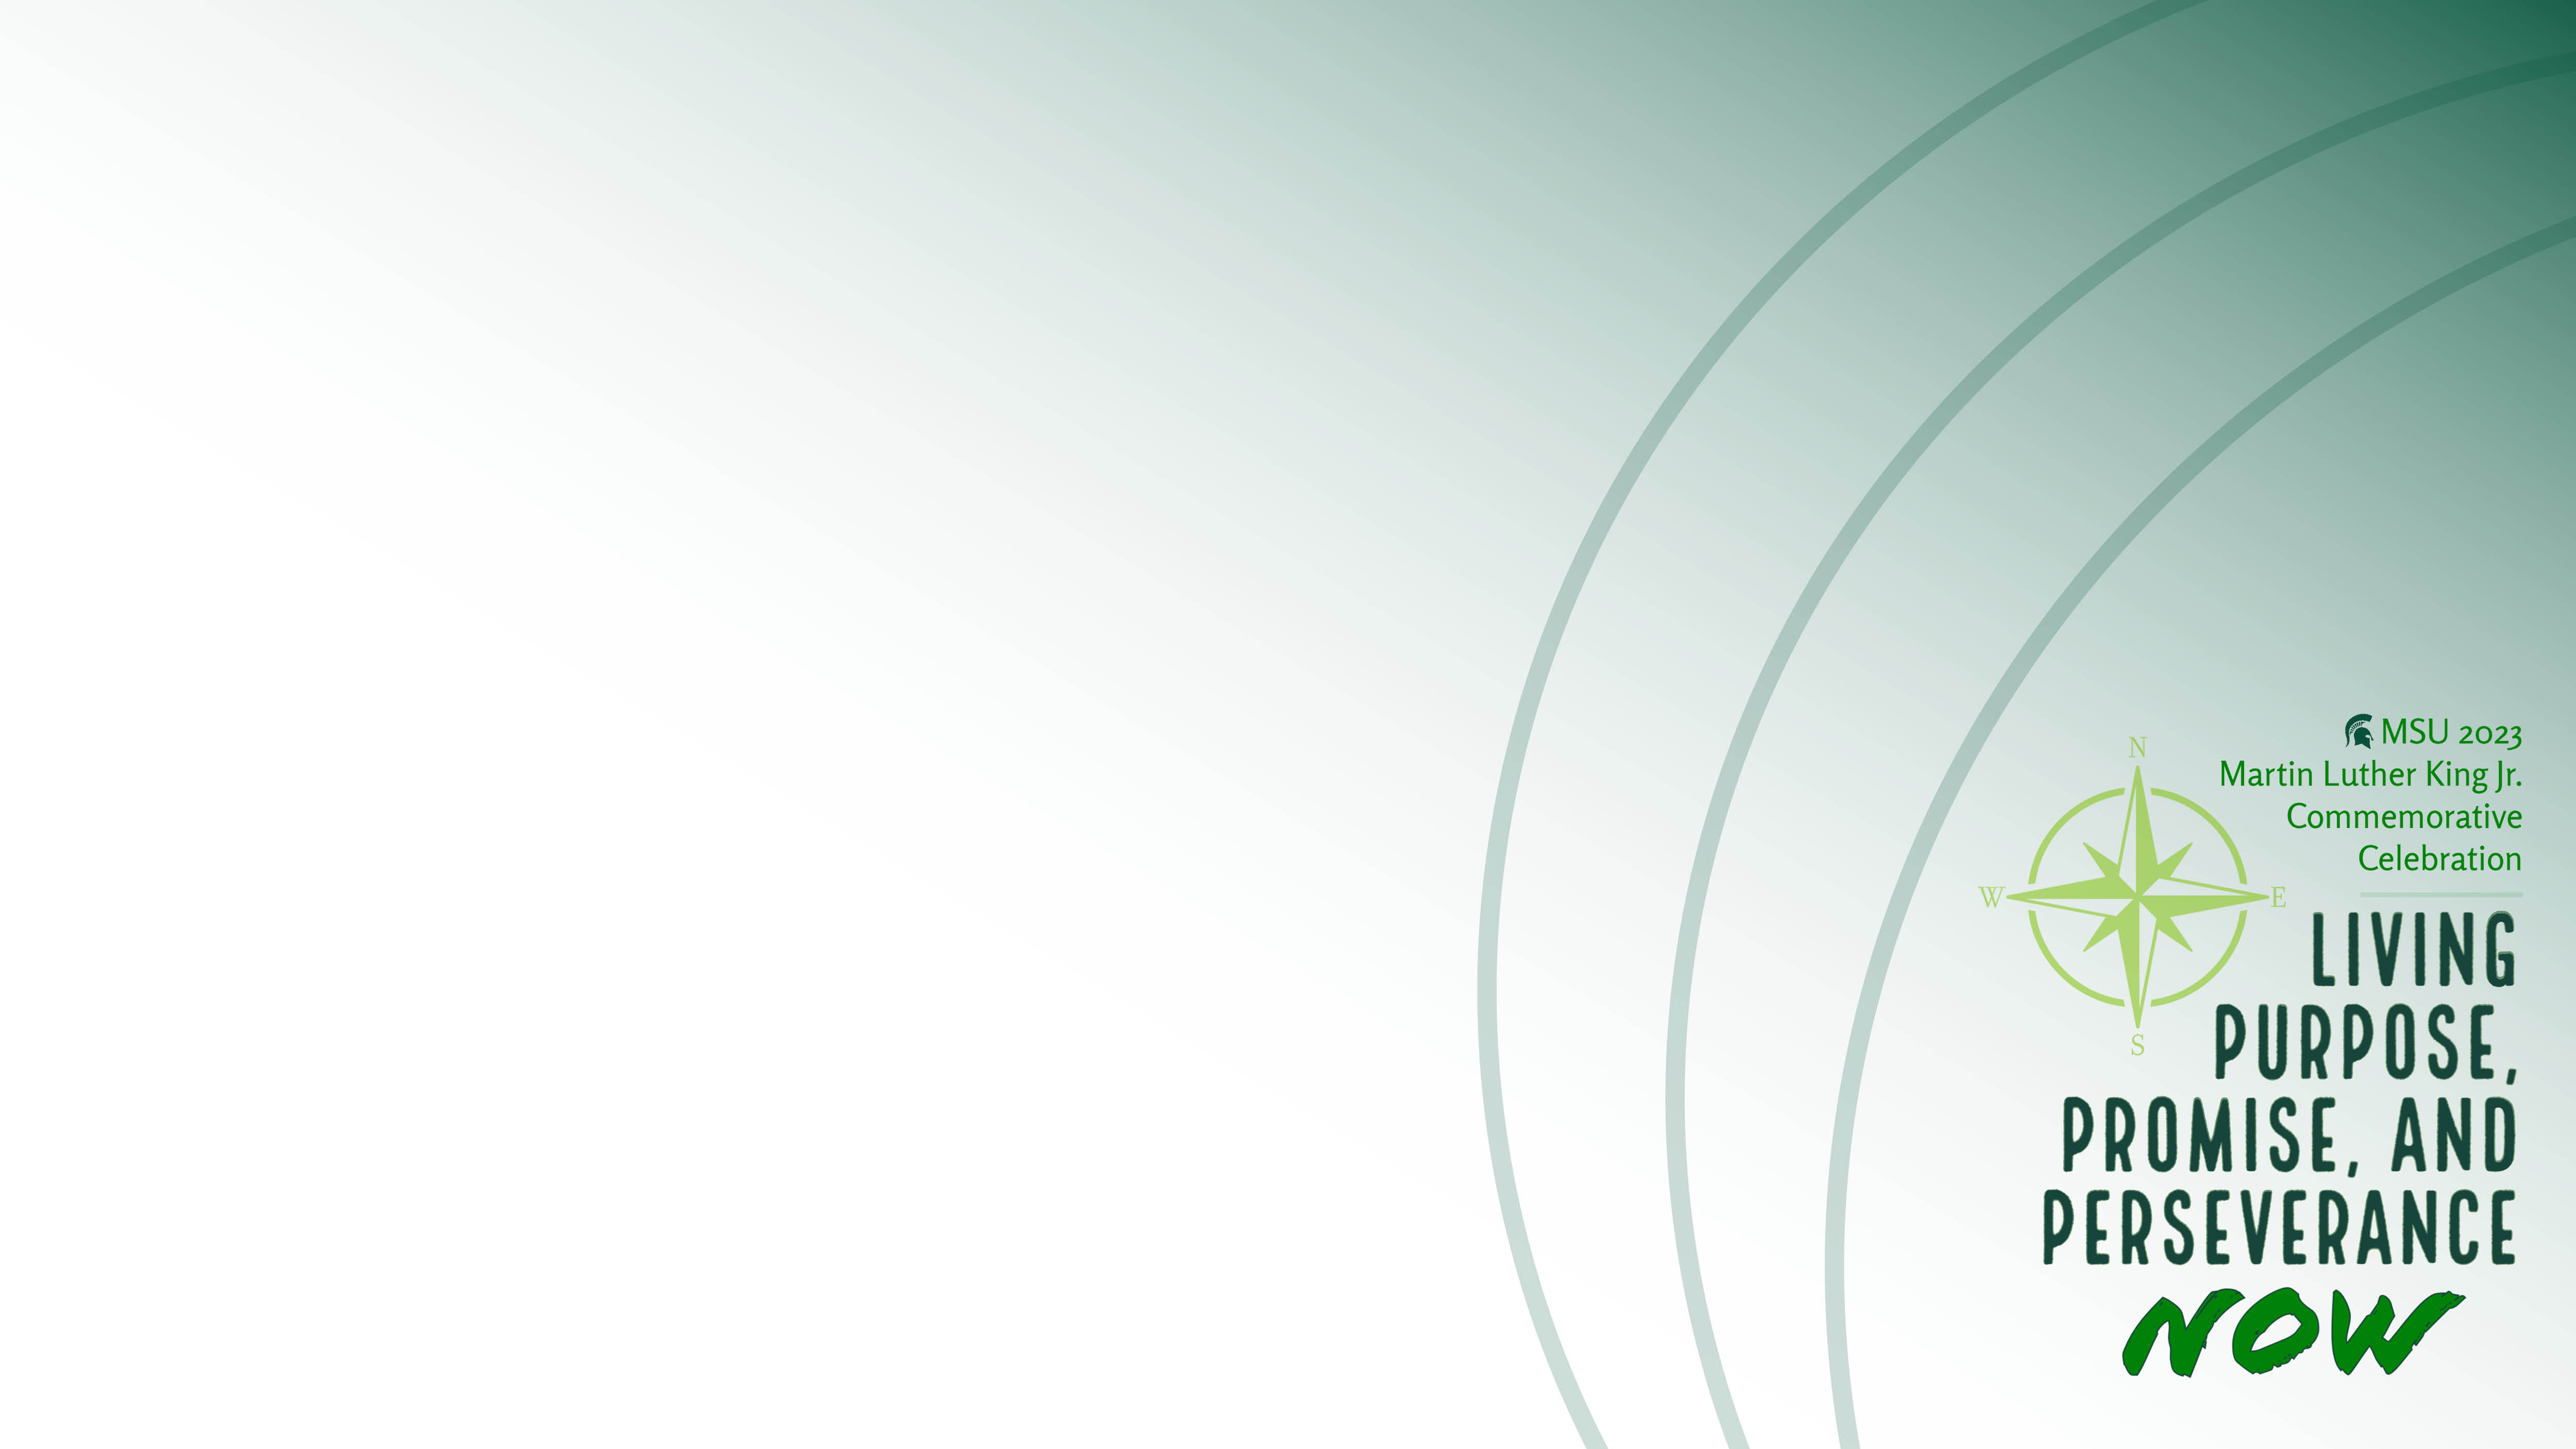 MSU 2023
Martin Luther King Jr.
Commemorative
Celebration
N
W
E
S
LIVING
PURPOSE,
PROMISE, AND
PERSEVERANCE
NOW